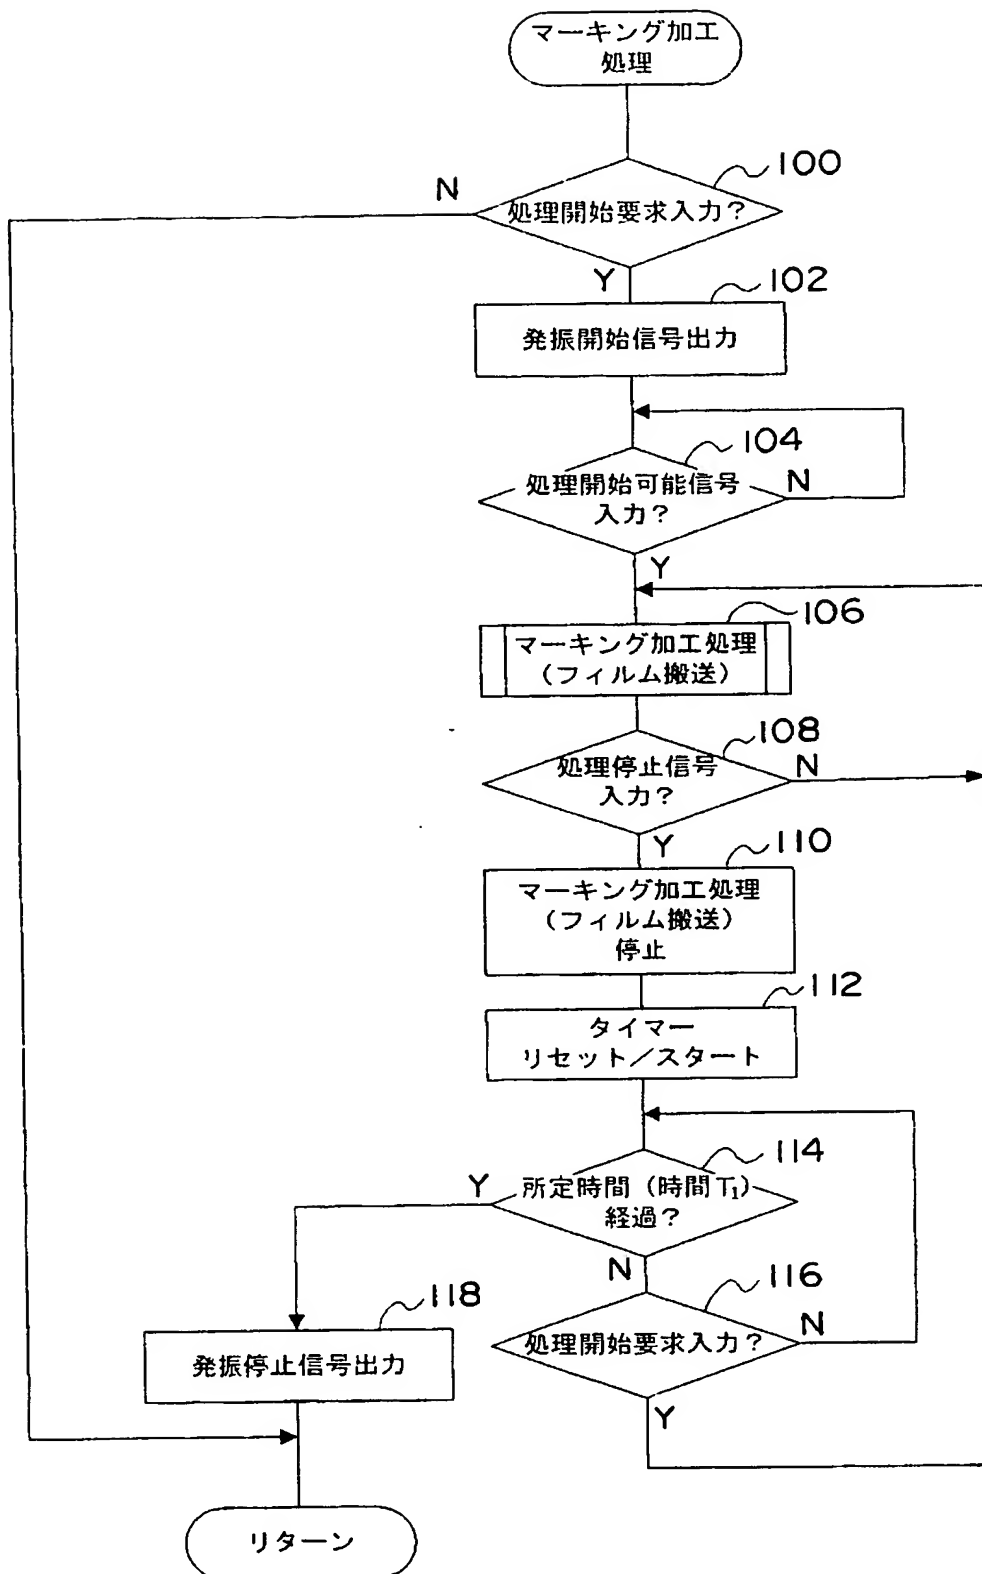 マーキング加工
処理
100
N
処理開始要求入力?
Y
102
発振開始信号出力
104
処理開始可能信号
入力?
N
Y
106
マーキング加工処理
(フィルム搬送)
108
処理停止信号
入力?
N
Y
110
マーキング加工処理
(フィルム搬送)
停止
112
タイマー
リセット/スタート
114
Y
所定時間(時間T₁)
経過?
N
116
処理開始要求入力?
N
Y
118
発振停止信号出力
リターン